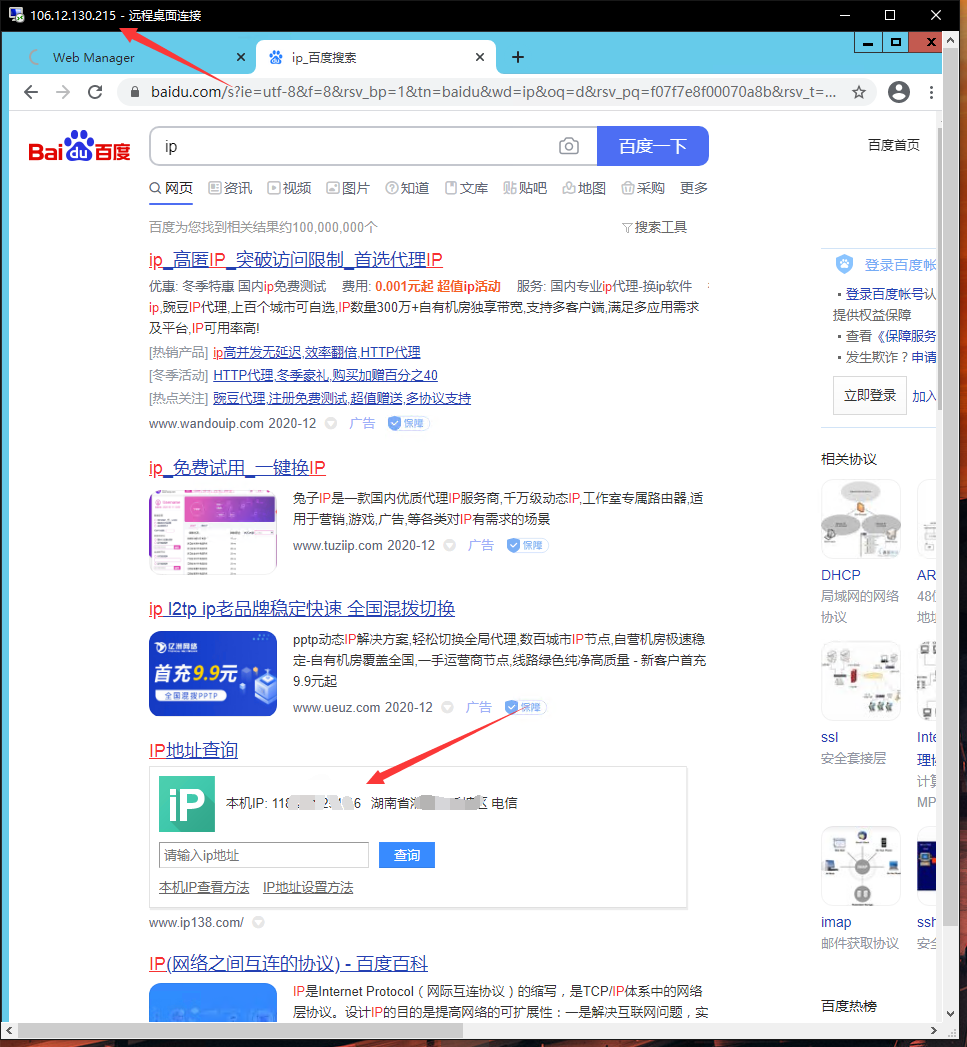 106.12.130.215 - 远程桌面连接
Web Manager
ip_百度搜索
baidu.com/s?ie=utf-8&f=8&rsv_bp=1&tn=baidu&wd=ip&oq=d&rsv_pq=f07f7e8f00070a8b&rsv_t=...
Bai du 百度
ip
百度一下
百度首页
网页 资讯 视频 图片 知道 文库 贴吧 地图 采购 更多
百度为您找到相关结果约100,000,000个
搜索工具
ip_高匿IP_突破访问限制_首选代理IP
优惠: 冬季特惠 国内ip免费测试 费用: 0.001元起 超值ip活动 服务: 国内专业ip代理-换ip软件
ip,豌豆IP代理,上百个城市可自选,IP数量300万+自有机房独享带宽,支持多客户端,满足多应用需求
及平台,IP可用率高!
[热销产品] ip高并发无延迟,效率翻倍,HTTP代理
[冬季活动] HTTP代理,冬季豪礼,购买加赠百分之40
[热点关注] 豌豆代理,注册免费测试,超值赠送,多协议支持
www.wandouip.com 2020-12 广告 保障
ip_免费试用_一键换IP
兔子IP是一款国内优质代理IP服务商,千万级动态IP,工作室专属路由器,适
用于营销,游戏,广告,等各类对IP有需求的场景
www.tuziip.com 2020-12 广告 保障
ip l2tp ip老品牌稳定快速 全国混拨切换
亿洲网络
首充9.9元
全国混拨PPTP
pptp动态IP解决方案,轻松切换全局代理,数百城市IP节点,自营机房极速稳
定-自有机房覆盖全国,一手运营商节点,线路绿色纯净高质量 - 新客户首充
9.9元起
www.ueuz.com 2020-12 广告 保障
IP地址查询
iP
本机IP: 118 6 湖南省 区 电信
请输入ip地址
查询
本机IP查看方法 IP地址设置方法
www.ip138.com/
IP(网络之间互连的协议) - 百度百科
IP是Internet Protocol（网际互连协议）的缩写，是TCP/IP体系中的网络
层协议。设计IP的目的是提高网络的可扩展性：一是解决互联网问题，实
登录百度帐
· 登录百度帐号认
提供权益保障
· 查看《保障服务
· 发生欺诈？申请
立即登录
加入
相关协议
DHCP
局域网的网络
协议
AR
48位
地址
ssl
安全套接层
Inte
理协
计算
MP
imap
邮件获取协议
ssh
安全
百度热榜